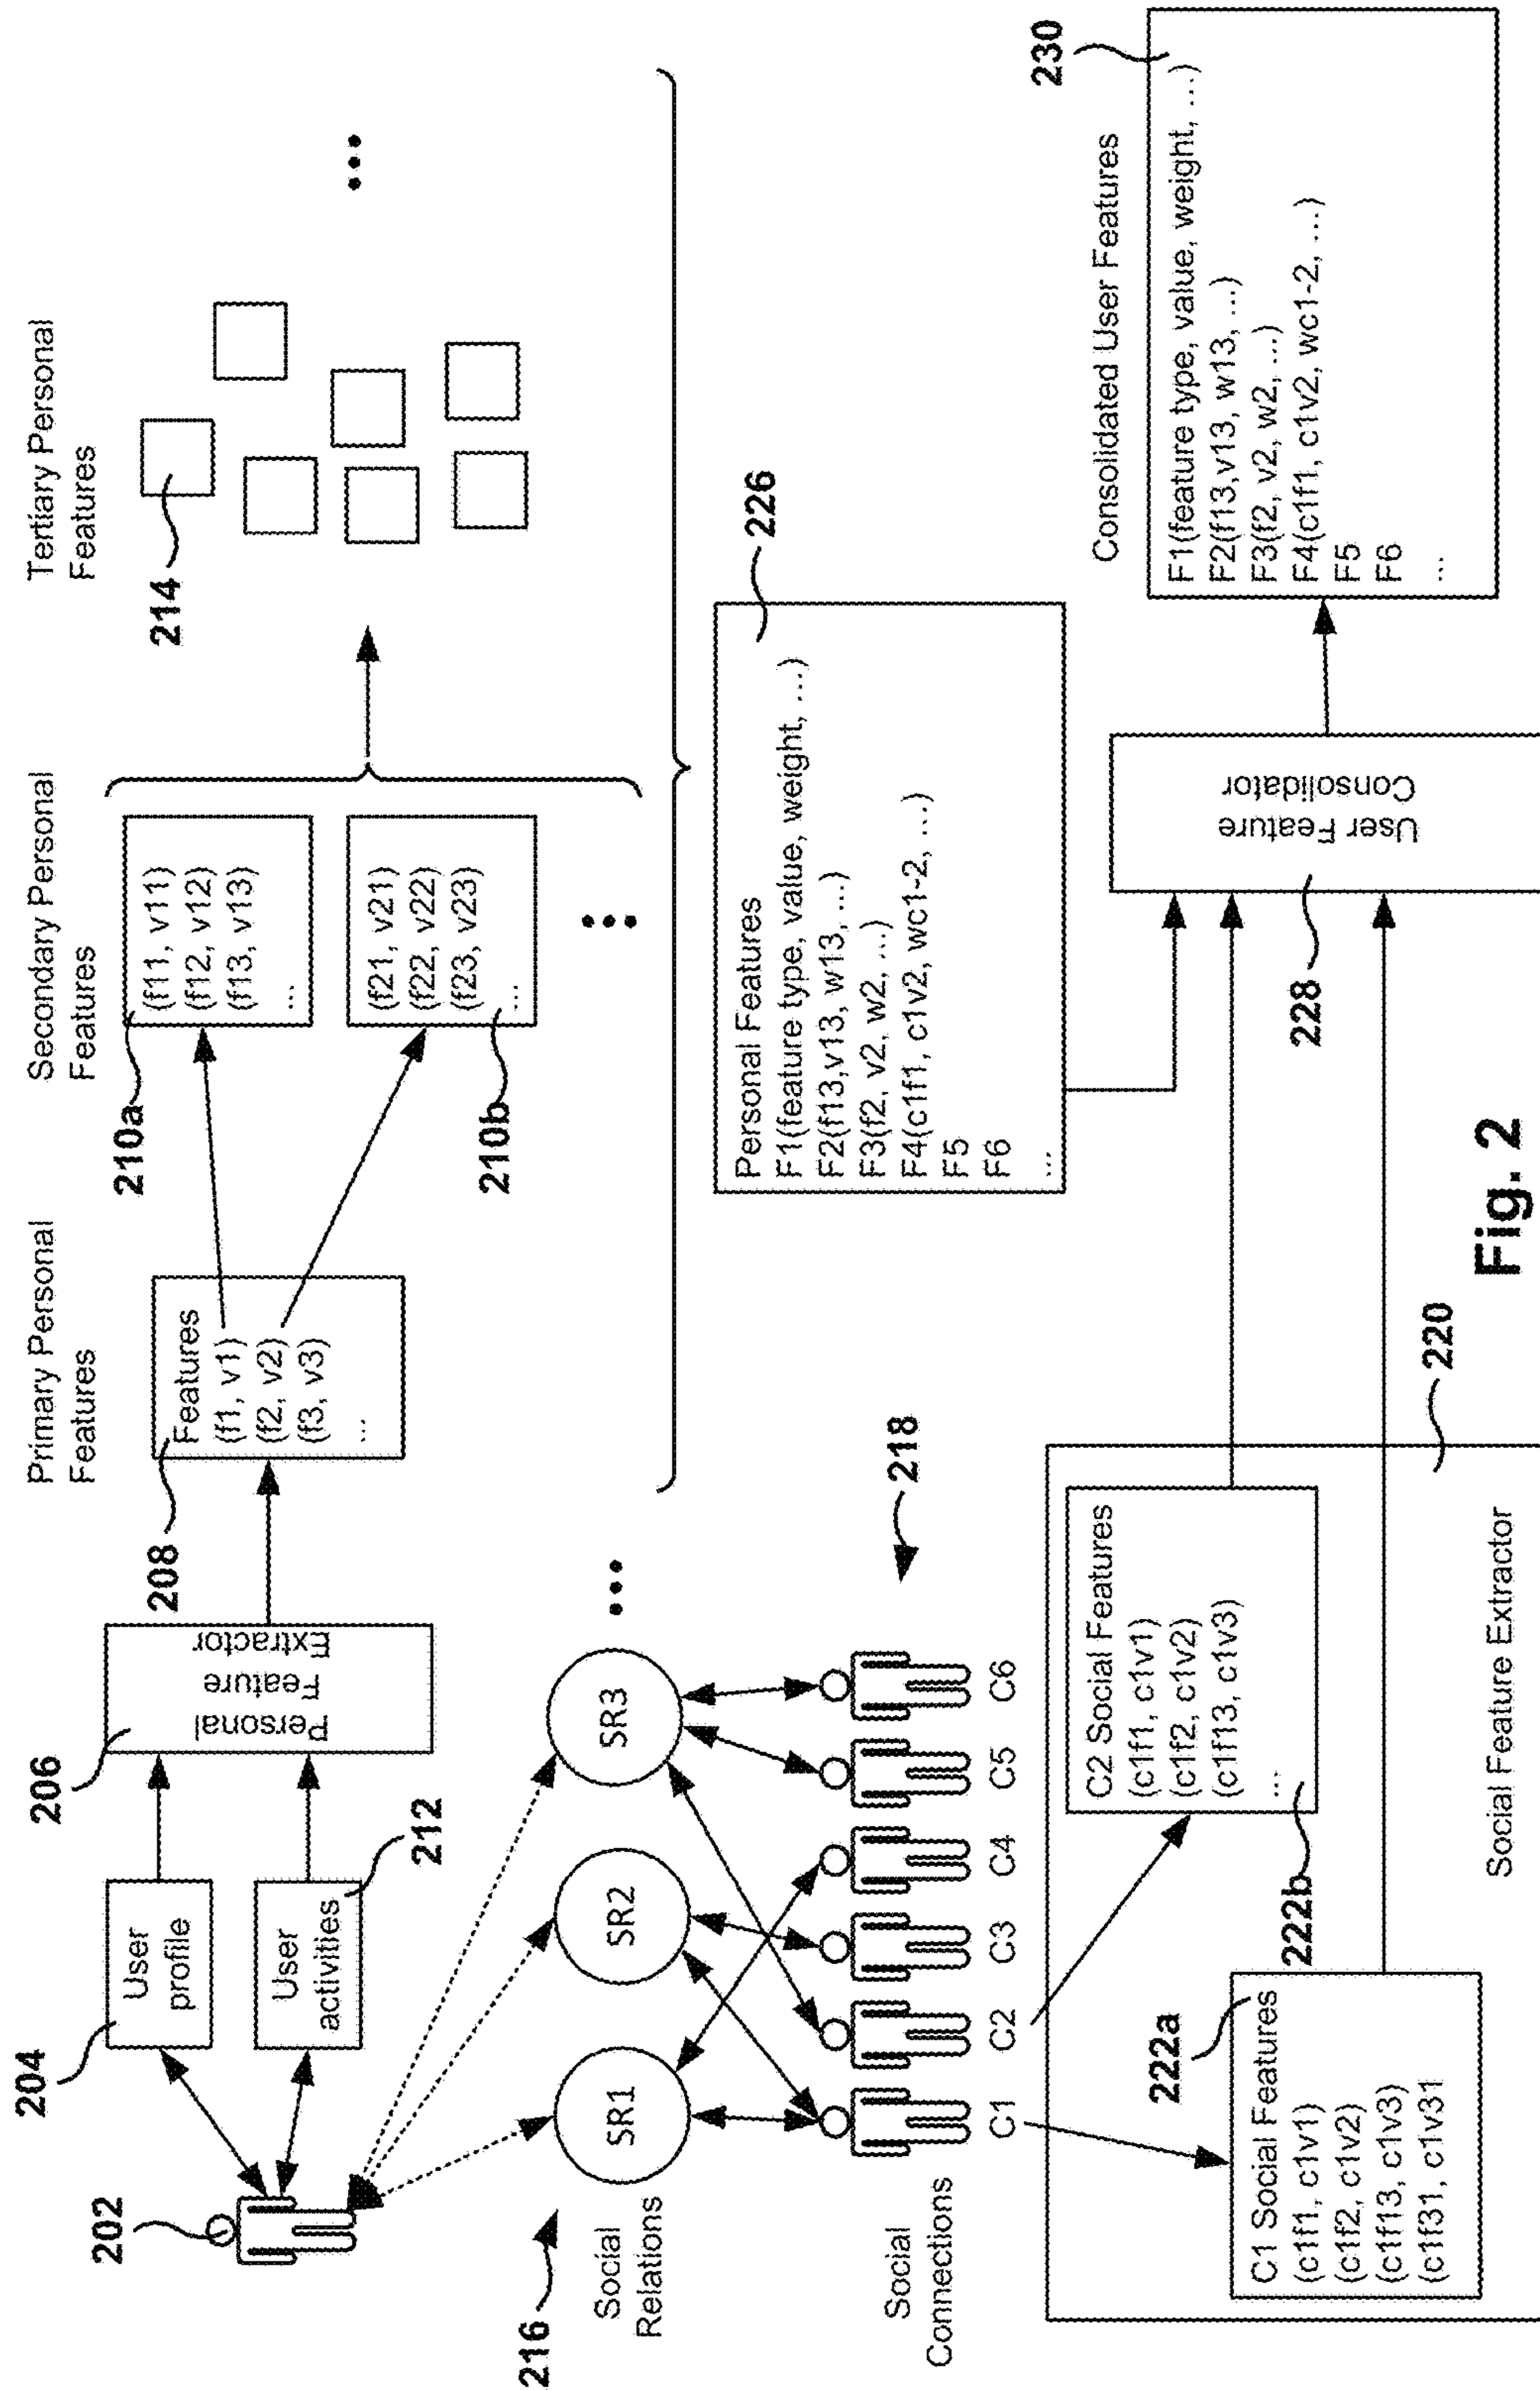 Primary Personal
Features
Secondary Personal
Features
Tertiary Personal
Features
202
204
User
profile
User
activities
212
206
Personal
Feature
Extractor
208
Features
(f1, v1)
(f2, v2)
(f3, v3)
...
210a
(f11, v11)
(f12, v12)
(f13, v13)
...
210b
(f21, v21)
(f22, v22)
(f23, v23)
...
214
216
Social
Relations
SR1
SR2
SR3
218
Social
Connections
C1
C2
C3
C4
C5
C6
226
Personal Features
F1(feature type, value, weight, ...)
F2(f13,v13, w13, ...)
F3(f2, v2, w2, ...)
F4(c1f1, c1v2, wc1-2, ...)
F5
F6
...
222a
C1 Social Features
(c1f1, c1v1)
(c1f2, c1v2)
(c1f13, c1v3)
(c1f31, c1v31
222b
C2 Social Features
(c1f1, c1v1)
(c1f2, c1v2)
(c1f13, c1v3)
...
Social Feature Extractor
220
228
User Feature
Consolidator
Consolidated User Features
230
F1(feature type, value, weight, ...)
F2(f13,v13, w13, ...)
F3(f2, v2, w2, ...)
F4(c1f1, c1v2, wc1-2, ...)
F5
F6
...
Fig. 2